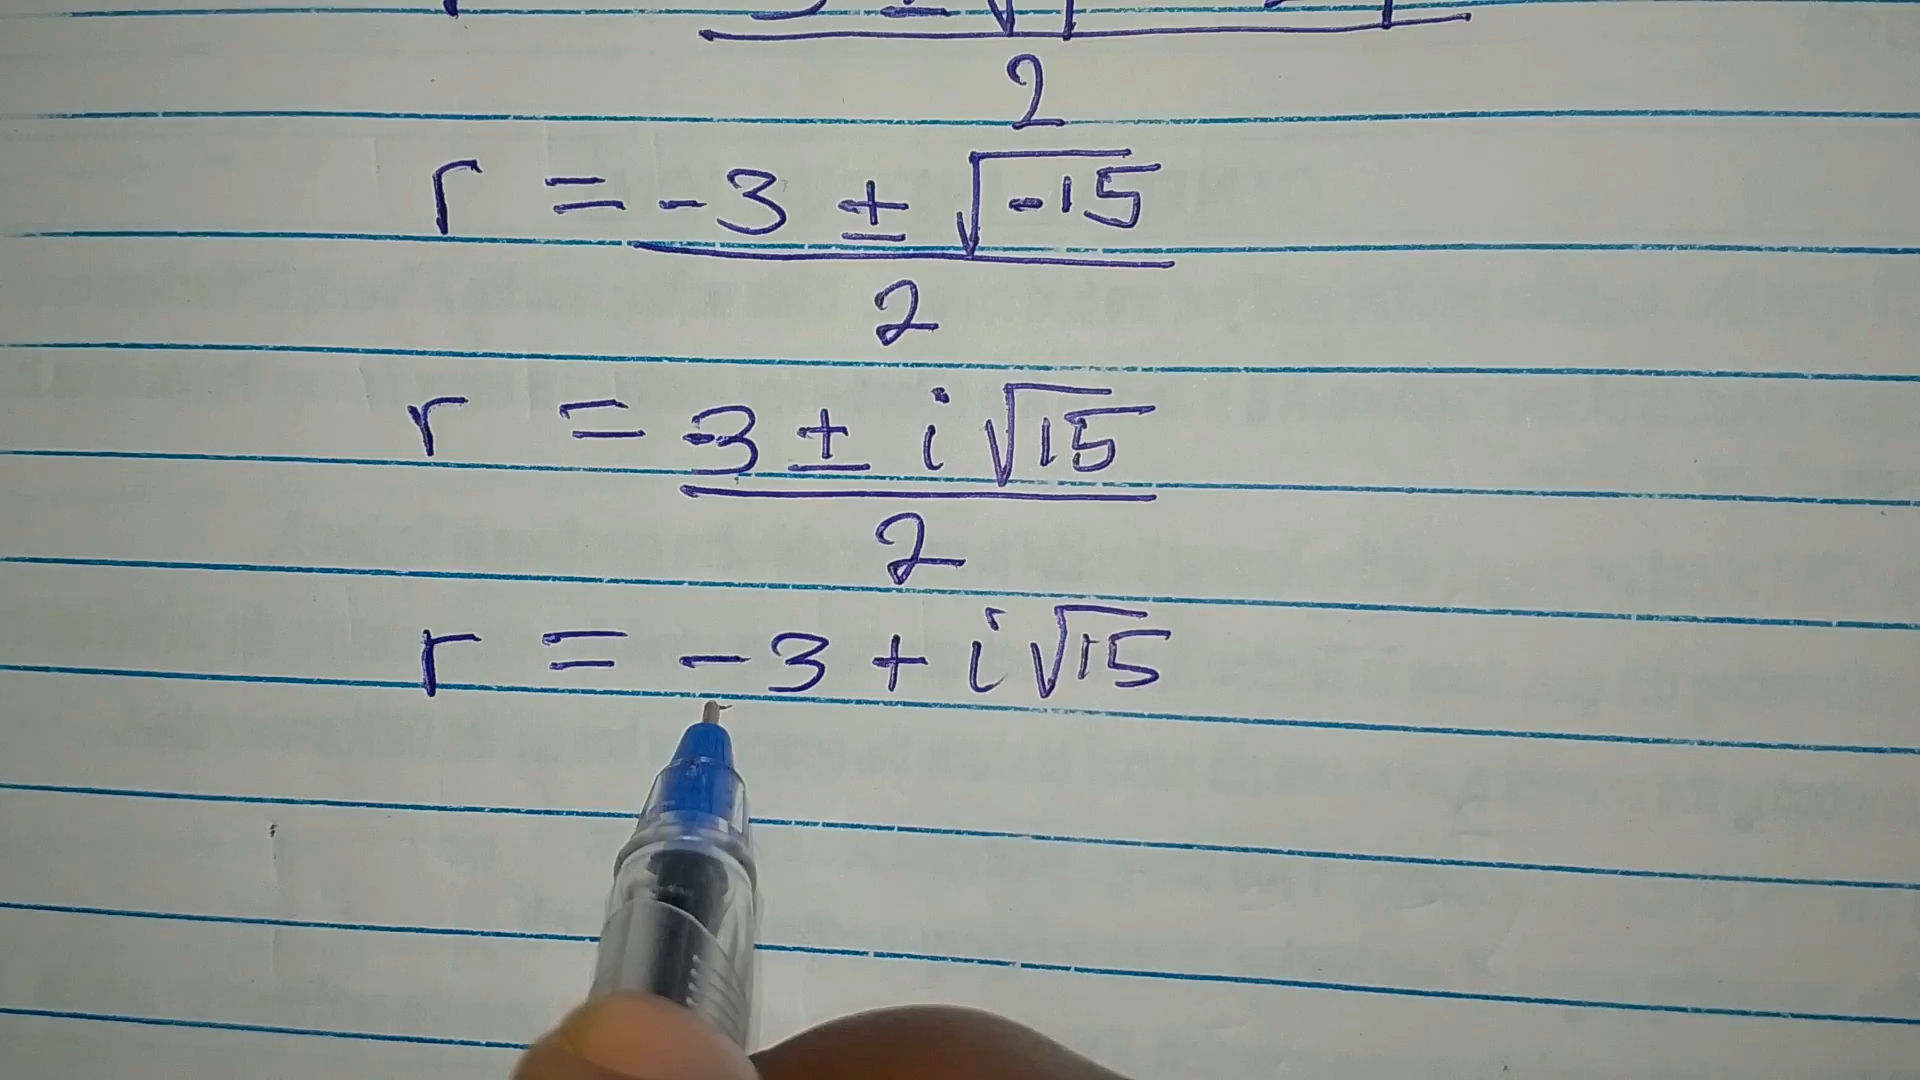 2
r = -3 ± √-15
2
r = -3 ± i√15
2
r = -3 + i√15